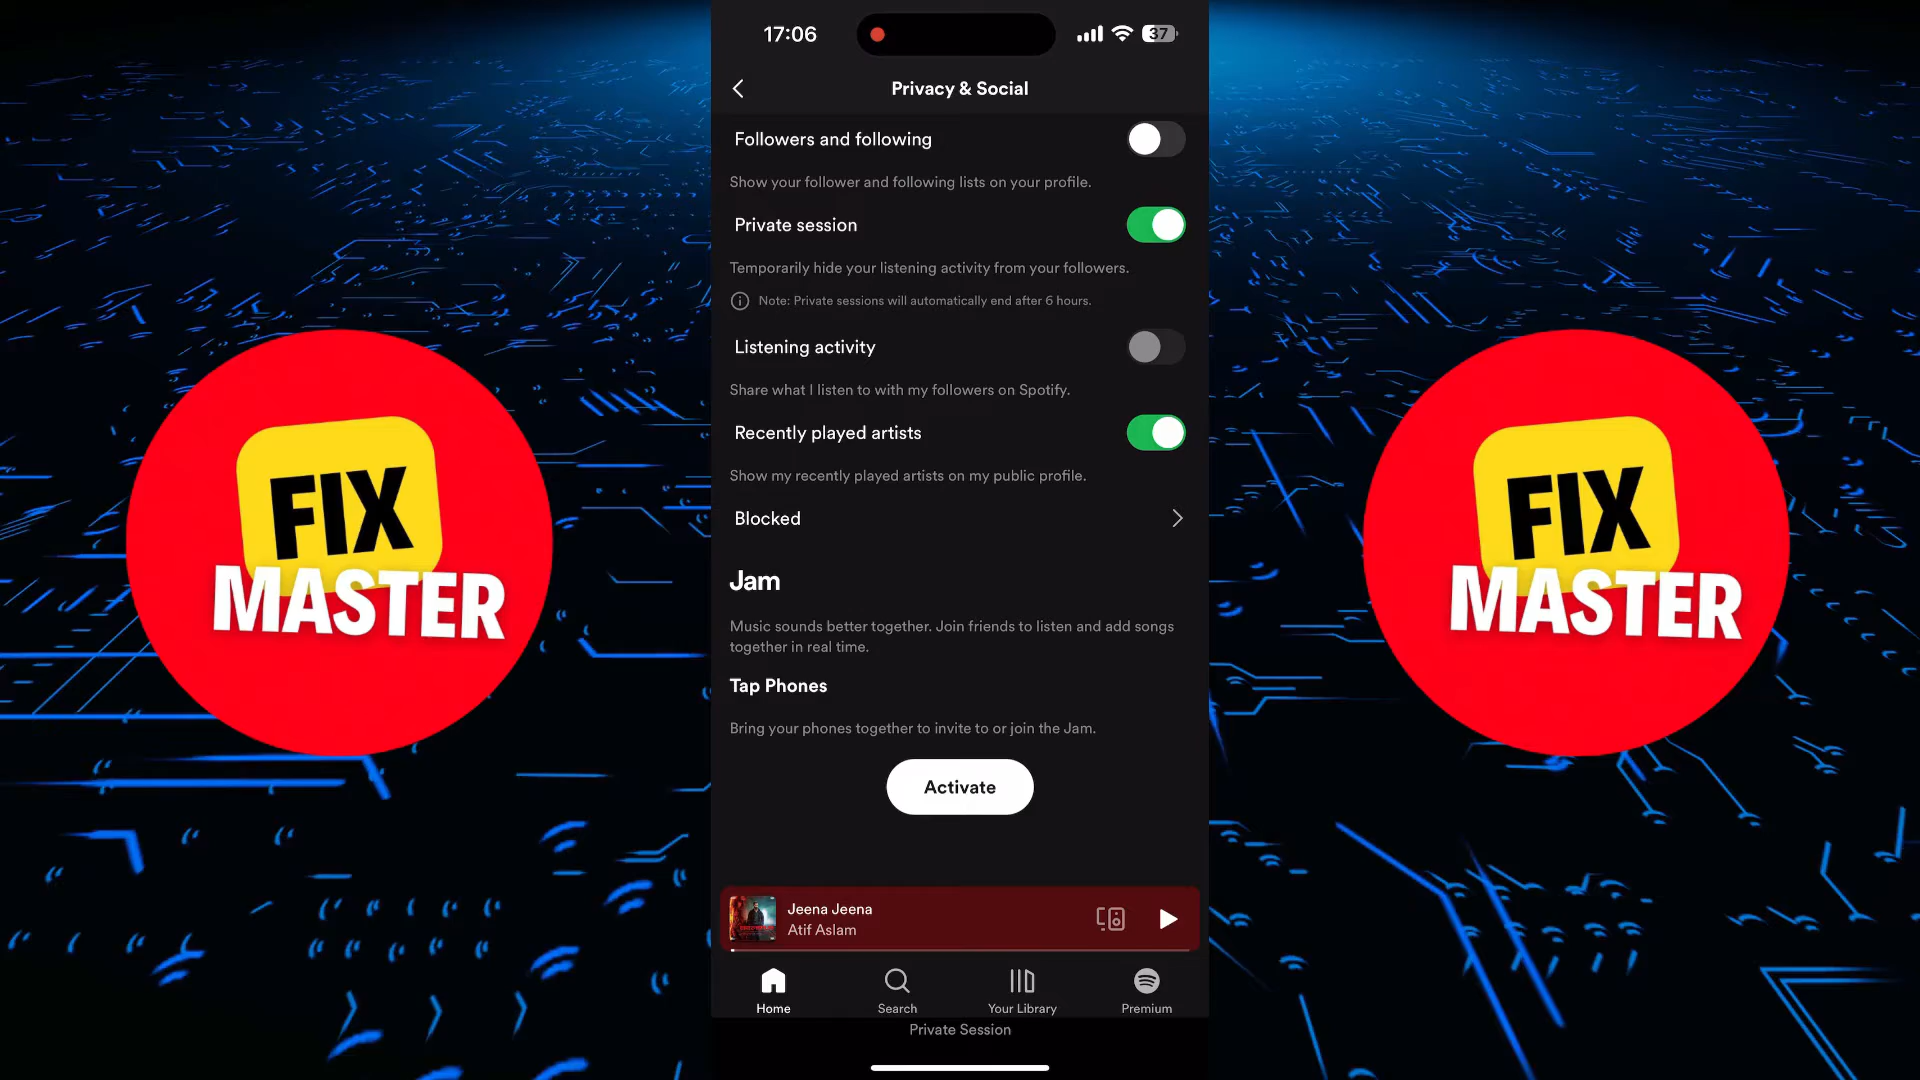 17:06
37
Privacy & Social
Followers and following
Show your follower and following lists on your profile.
Private session
Temporarily hide your listening activity from your followers.
Note: Private sessions will automatically end after 6 hours.
Listening activity
Share what I listen to with my followers on Spotify.
Recently played artists
Show my recently played artists on my public profile.
Blocked
Jam
Music sounds better together. Join friends to listen and add songs
together in real time.
Tap Phones
Bring your phones together to invite to or join the Jam.
Activate
Jeena Jeena
Atif Aslam
Home
Search
Your Library
Premium
Private Session
FIX
MASTER
FIX
MASTER